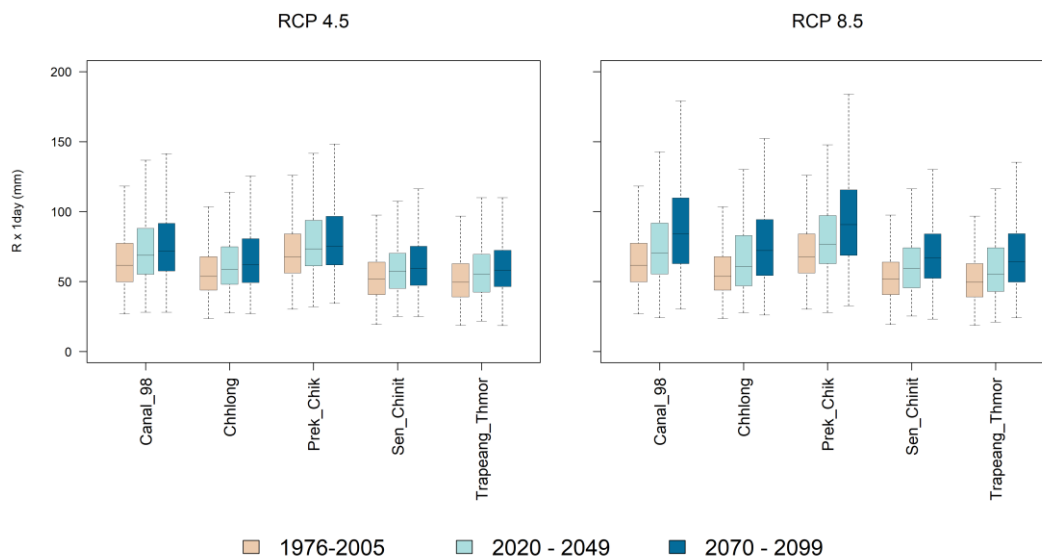 RCP 4.5
RCP 8.5
R x 1day (mm)
200
150
100
50
0
Canal_98
Chhlong
Prek_Chik
Sen_Chinit
Trapeang_Thmor
Canal_98
Chhlong
Prek_Chik
Sen_Chinit
Trapeang_Thmor
1976-2005
2020 - 2049
2070 - 2099